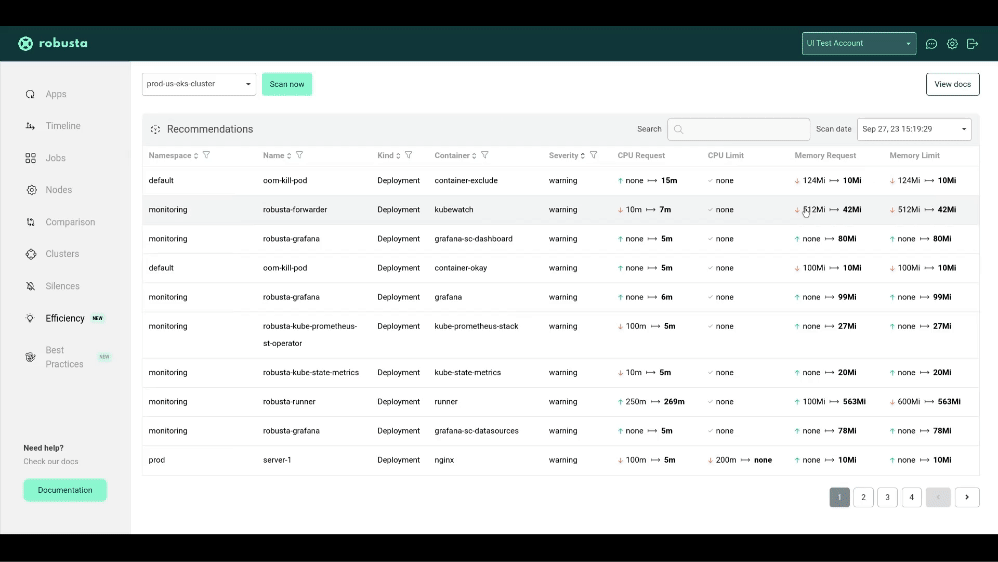 robusta
UI Test Account
prod-us-eks-cluster
Scan now
View docs
Apps
Timeline
Jobs
Nodes
Comparison
Clusters
Silences
Efficiency NEW
Best Practices NEW
Need help?
Check our docs
Documentation
Recommendations
Search
Scan date Sep 27, 23 15:19:29
Namespace Name Kind Container Severity CPU Request CPU Limit Memory Request Memory Limit
default oom-kill-pod Deployment container-exclude warning ↑ none ↦ 15m ✓ none ↓ 124Mi ↦ 10Mi ↓ 124Mi ↦ 10Mi
monitoring robusta-forwarder Deployment kubewatch warning ↓ 10m ↦ 7m ✓ none ↓ 512Mi ↦ 42Mi ↓ 512Mi ↦ 42Mi
monitoring robusta-grafana Deployment grafana-sc-dashboard warning ↑ none ↦ 5m ✓ none ↑ none ↦ 80Mi ↑ none ↦ 80Mi
default oom-kill-pod Deployment container-okay warning ↑ none ↦ 5m ✓ none ↓ 100Mi ↦ 10Mi ↓ 100Mi ↦ 10Mi
monitoring robusta-grafana Deployment grafana warning ↑ none ↦ 6m ✓ none ↑ none ↦ 99Mi ↑ none ↦ 99Mi
monitoring robusta-kube-prometheus-st-operator Deployment kube-prometheus-stack warning ↓ 100m ↦ 5m ✓ none ↑ none ↦ 27Mi ↑ none ↦ 27Mi
monitoring robusta-kube-state-metrics Deployment kube-state-metrics warning ↓ 10m ↦ 5m ✓ none ↑ none ↦ 20Mi ↑ none ↦ 20Mi
monitoring robusta-runner Deployment runner warning ↑ 250m ↦ 269m ✓ none ↑ 100Mi ↦ 563Mi ↓ 600Mi ↦ 563Mi
monitoring robusta-grafana Deployment grafana-sc-datasources warning ↑ none ↦ 5m ✓ none ↑ none ↦ 78Mi ↑ none ↦ 78Mi
prod server-1 Deployment nginx warning ↓ 100m ↦ 5m ↓ 200m ↦ none ↑ none ↦ 10Mi ↑ none ↦ 10Mi
1 2 3 4